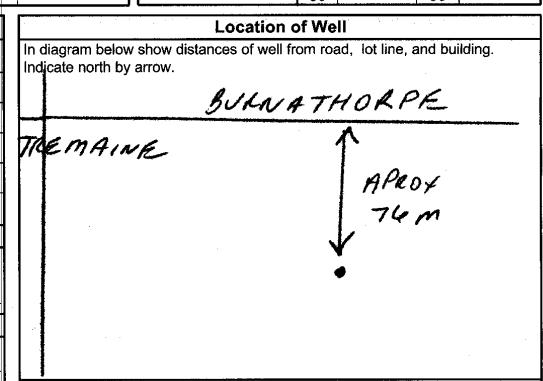 Location of Well
In diagram below show distances of well from road, lot line, and building.
Indicate north by arrow.
BURNATHORPE
TREMAINE
APROX
76 m